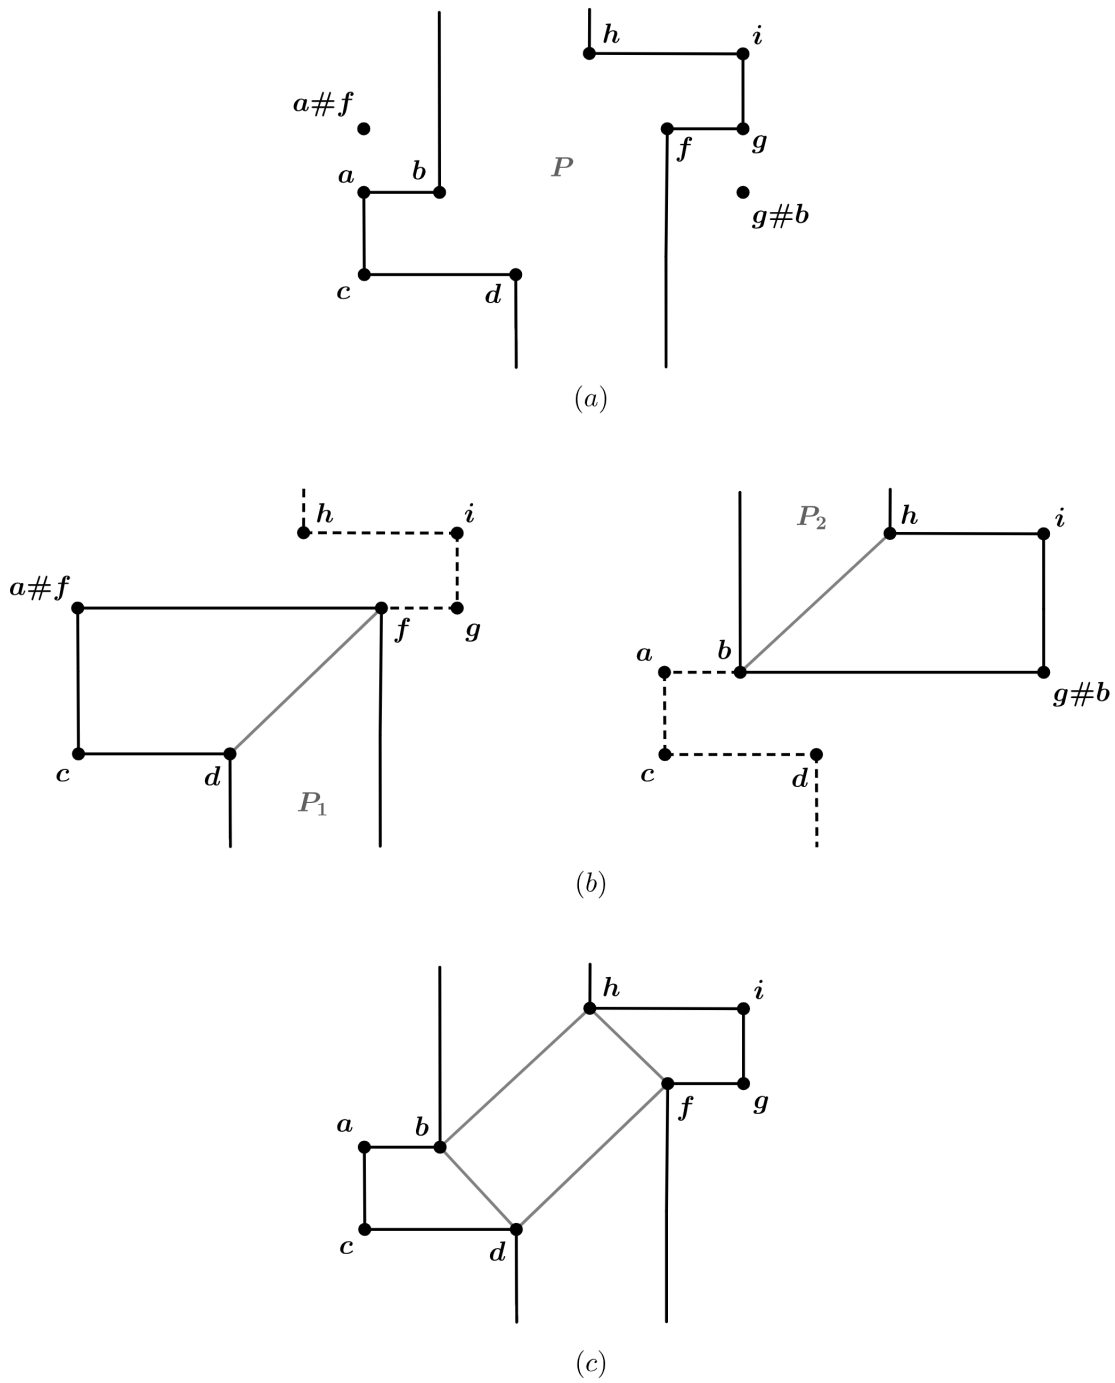 h i
a#f
a b P f g
g#b
c d
(a)
h i P₂ h i
a#f
f g a b
g#b
c d c d
P₁
(b)
h i
a b f g
c d
(c)